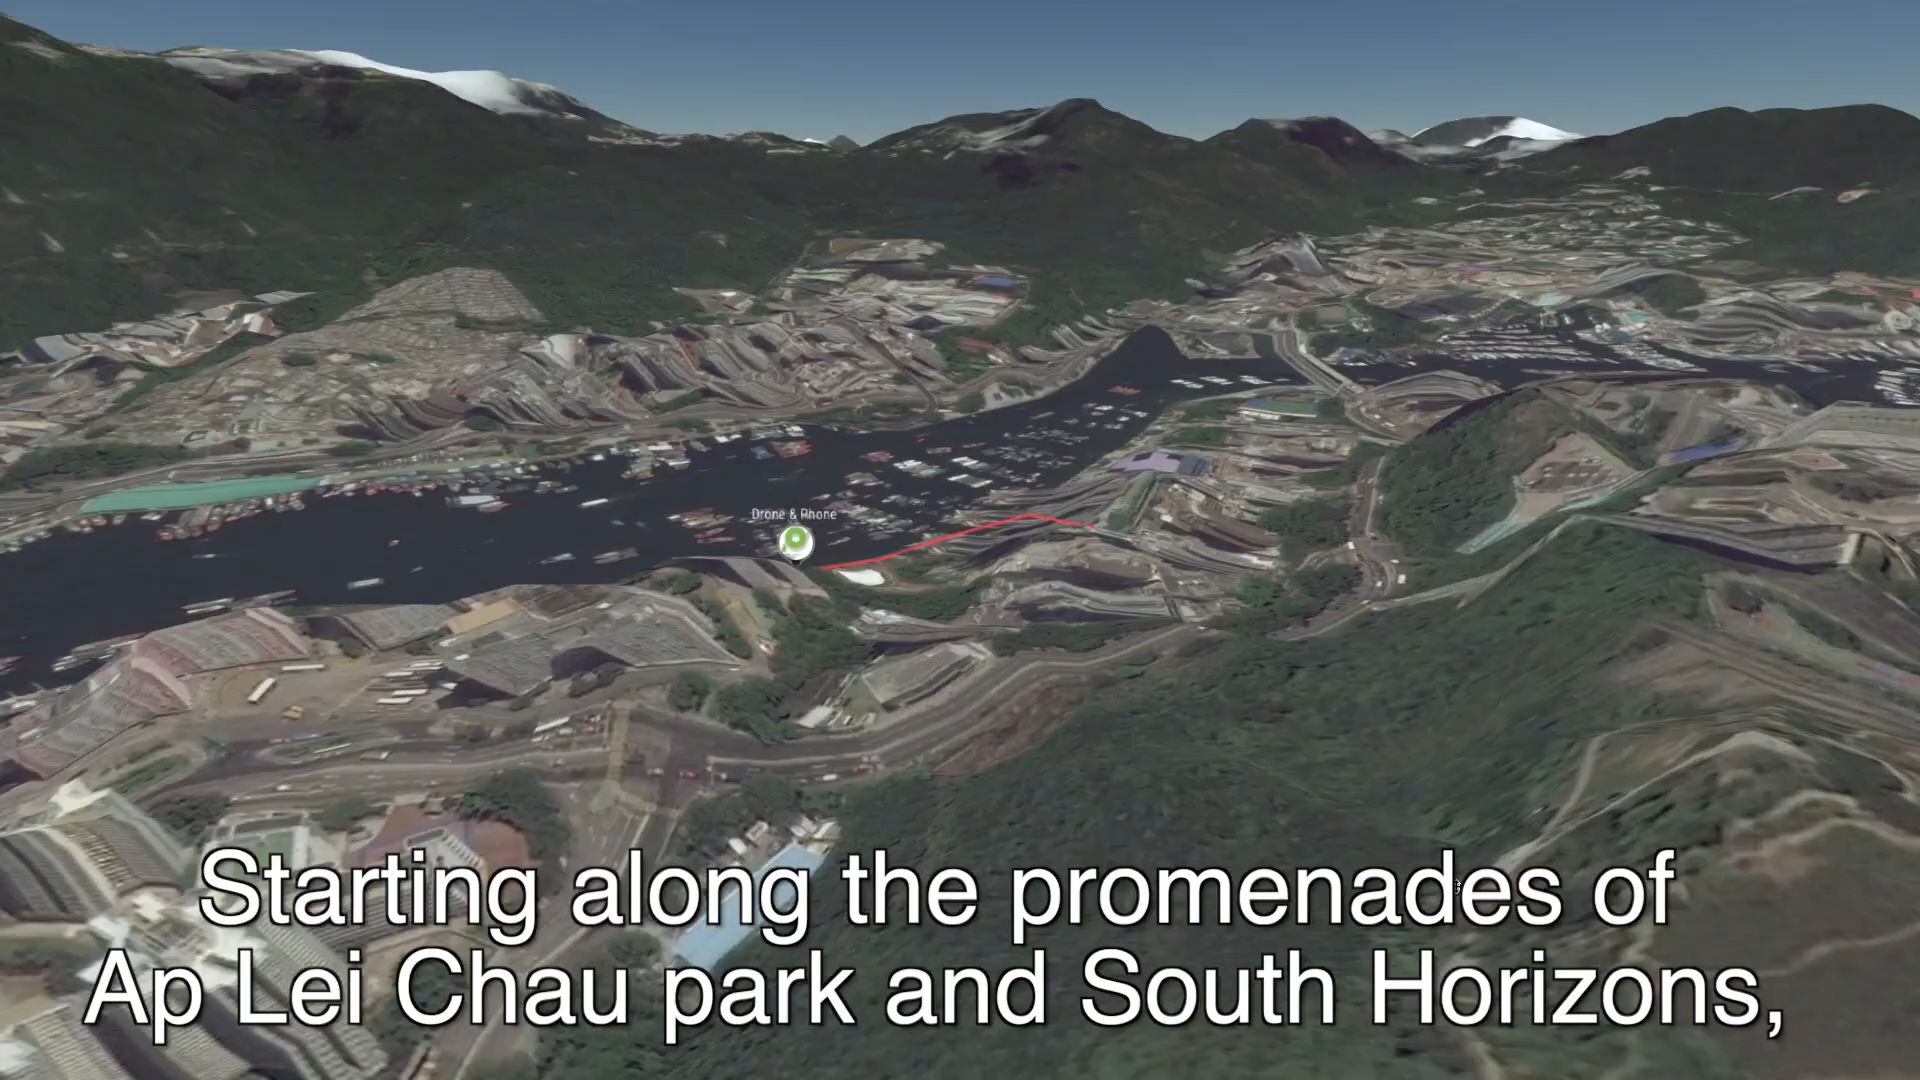 Drone & Phone
Starting along the promenades of
Ap Lei Chau park and South Horizons,